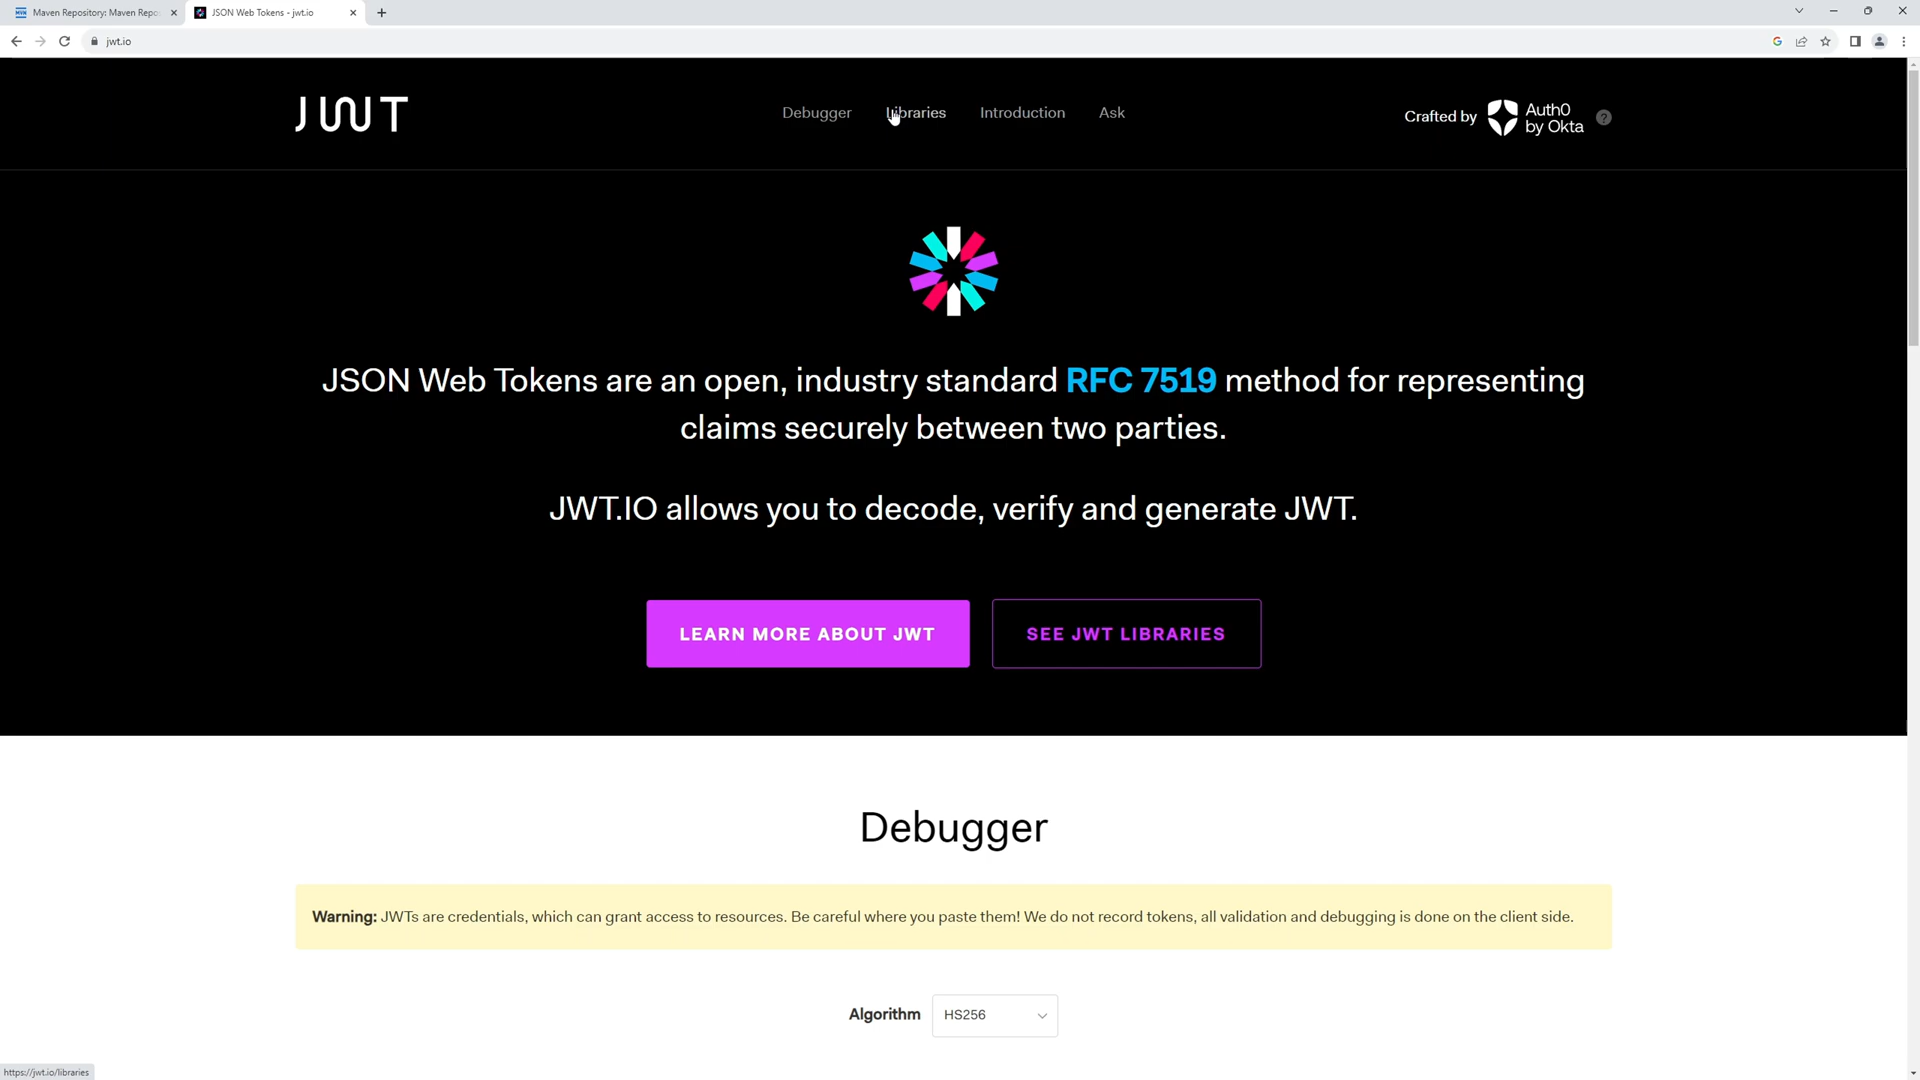 MVN Maven Repository: Maven Repo
JSON Web Tokens - jwt.io
jwt.io
JWT
Debugger
Libraries
Introduction
Ask
Crafted by
Auth0
by Okta
?
JSON Web Tokens are an open, industry standard RFC 7519 method for representing
claims securely between two parties.
JWT.IO allows you to decode, verify and generate JWT.
LEARN MORE ABOUT JWT
SEE JWT LIBRARIES
Debugger
Warning: JWTs are credentials, which can grant access to resources. Be careful where you paste them! We do not record tokens, all validation and debugging is done on the client side.
Algorithm
HS256
https://jwt.io/libraries